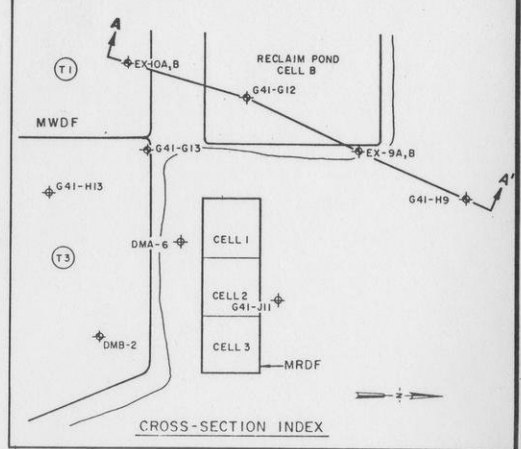 A
EX-10A,B
RECLAIM POND
CELL B
T1
G41-G12
MWDF
G41-G13
EX-9A,B
A'
G41-H13
G41-H9
DMA-6
CELL 1
T3
CELL 2
G41-J11
DMB-2
CELL 3
MRDF
Z
CROSS-SECTION INDEX